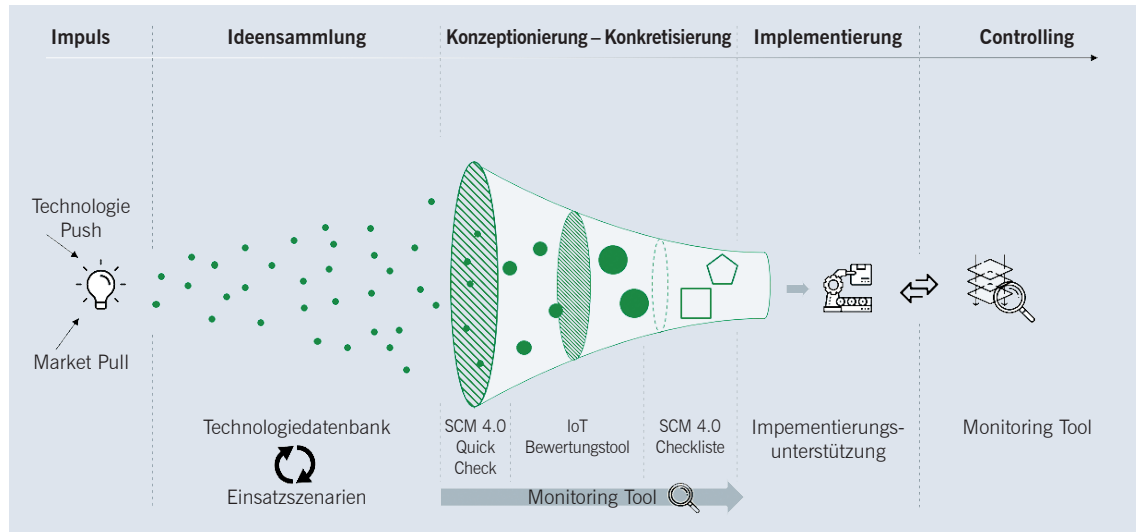 Impuls
Ideensammlung
Konzeptionierung – Konkretisierung
Implementierung
Controlling
Technologie
Push
Market Pull
Technologiedatenbank
Einsatzszenarien
SCM 4.0
Quick
Check
IoT
Bewertungstool
SCM 4.0
Checkliste
Monitoring Tool
Impementierungs-
unterstützung
Monitoring Tool